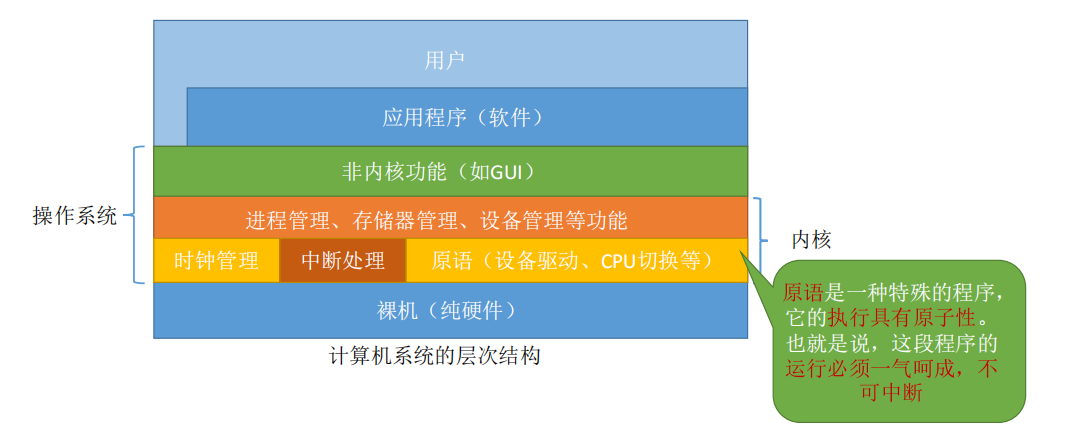 用户
应用程序（软件）
非内核功能（如GUI）
操作系统
进程管理、存储器管理、设备管理等功能
内核
时钟管理
中断处理
原语（设备驱动、CPU切换等）
裸机（纯硬件）
计算机系统的层次结构
原语是一种特殊的程序，
它的执行具有原子性。
也就是说，这段程序的
运行必须一气呵成，不
可中断